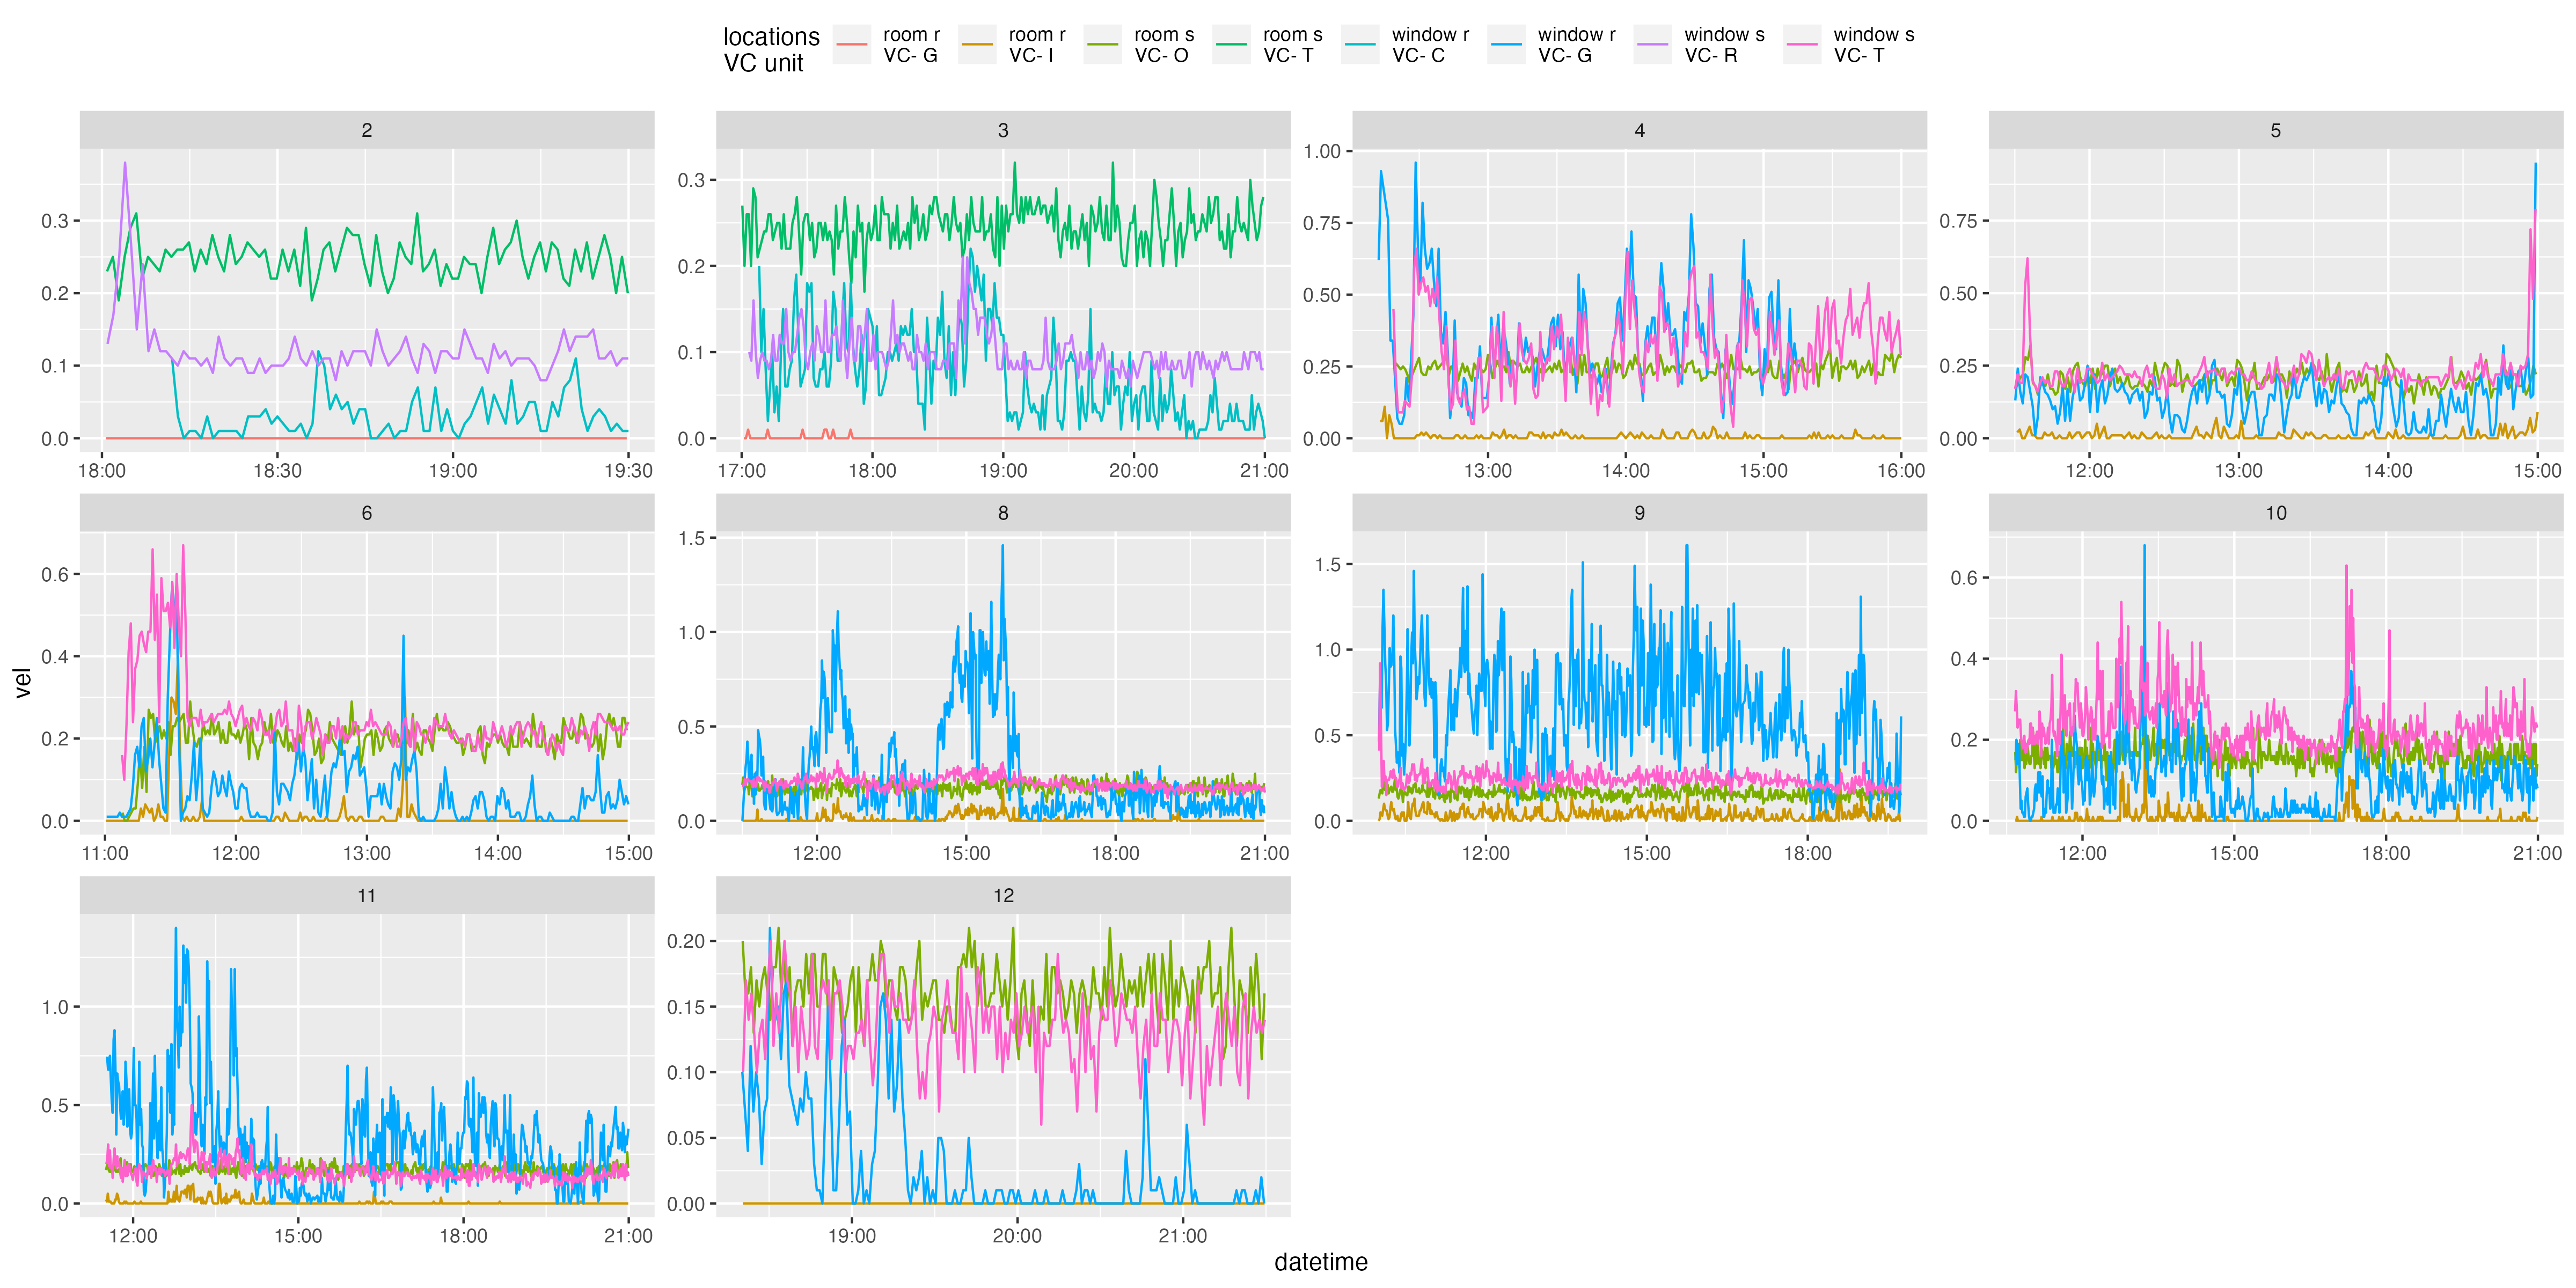 locations
VC unit
room r
VC- G
room r
VC- I
room s
VC- O
room s
VC- T
window r
VC- C
window r
VC- G
window s
VC- R
window s
VC- T
2
3
4
5
0.3
0.2
0.1
0.0
18:00 18:30 19:00 19:30
0.3
0.2
0.1
0.0
17:00 18:00 19:00 20:00 21:00
1.00
0.75
0.50
0.25
0.00
13:00 14:00 15:00 16:00
0.75
0.50
0.25
0.00
12:00 13:00 14:00 15:00
6
8
9
10
vel
0.6
0.4
0.2
0.0
11:00 12:00 13:00 14:00 15:00
1.5
1.0
0.5
0.0
12:00 15:00 18:00 21:00
1.5
1.0
0.5
0.0
12:00 15:00 18:00
0.6
0.4
0.2
0.0
12:00 15:00 18:00 21:00
11
12
1.0
0.5
0.0
12:00 15:00 18:00 21:00
0.20
0.15
0.10
0.05
0.00
19:00 20:00 21:00
datetime